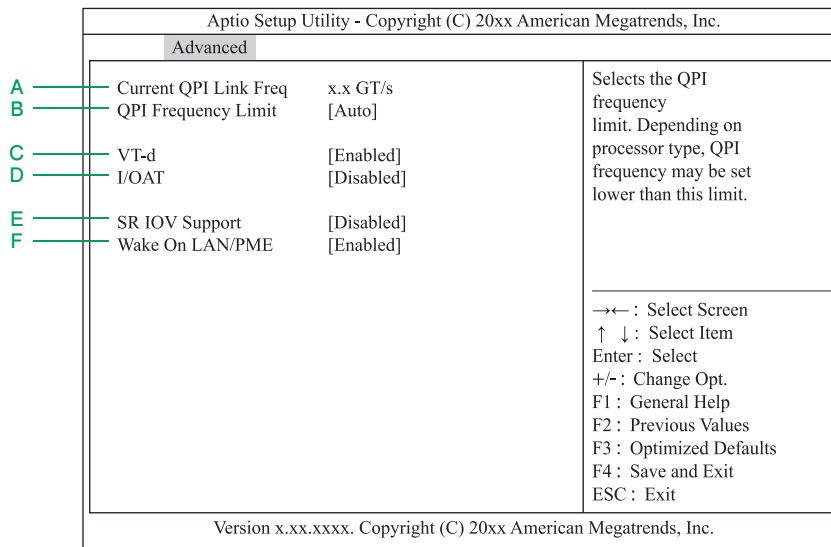 Aptio Setup Utility - Copyright (C) 20xx American Megatrends, Inc.
Advanced
A Current QPI Link Freq x.x GT/s
B QPI Frequency Limit [Auto]
C VT-d [Enabled]
D I/OAT [Disabled]
E SR IOV Support [Disabled]
F Wake On LAN/PME [Enabled]
Selects the QPI
frequency
limit. Depending on
processor type, QPI
frequency may be set
lower than this limit.
→←: Select Screen
↑ ↓: Select Item
Enter : Select
+/-: Change Opt.
F1: General Help
F2: Previous Values
F3: Optimized Defaults
F4: Save and Exit
ESC: Exit
Version x.xx.xxxx. Copyright (C) 20xx American Megatrends, Inc.